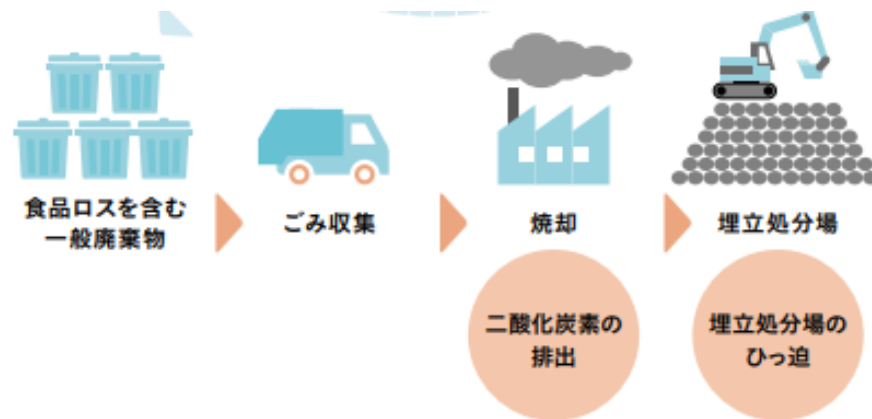 食品ロスを含む
一般廃棄物
ごみ収集
焼却
埋立処分場
二酸化炭素の
排出
埋立処分場の
ひっ迫